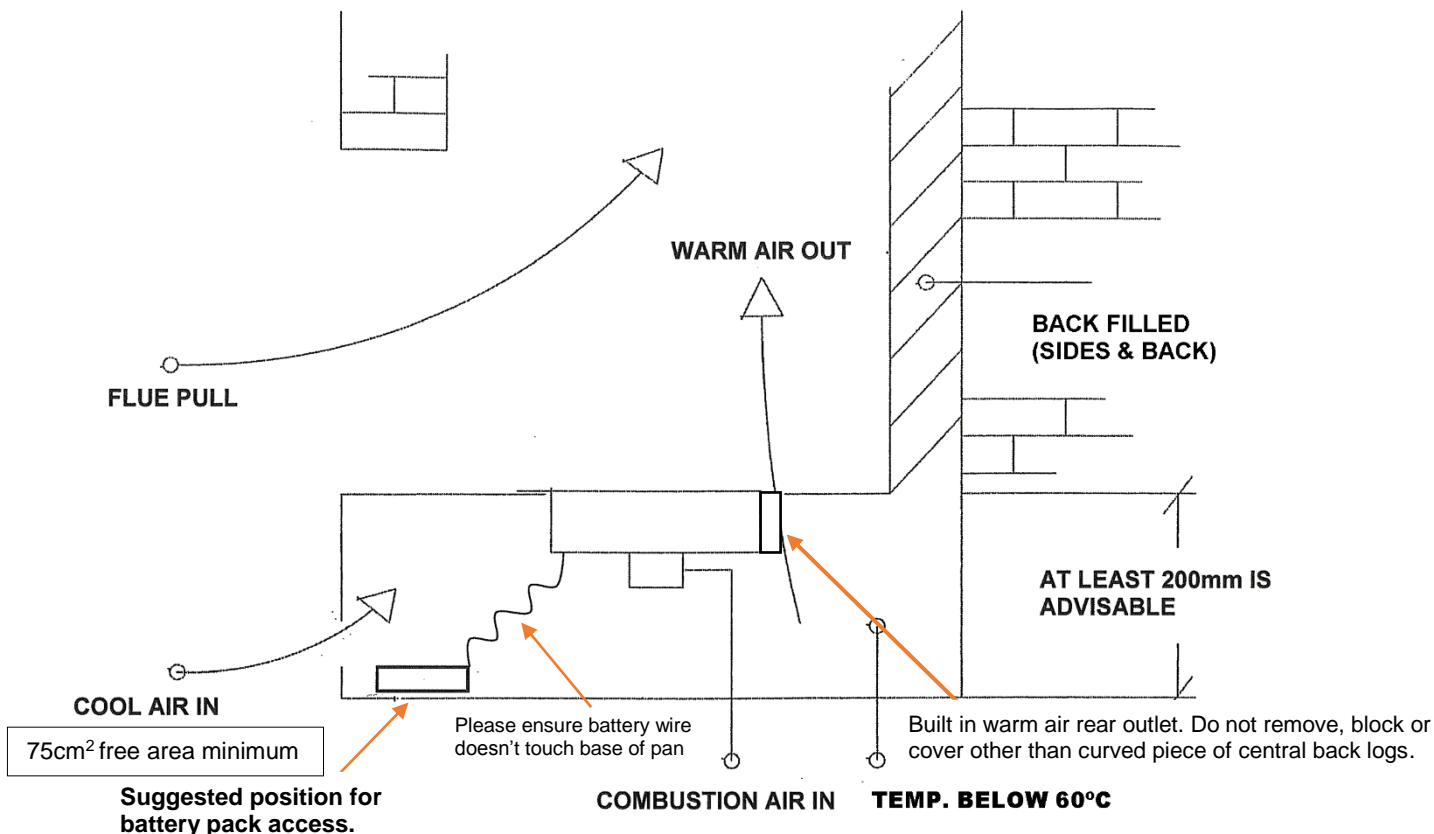 WARM AIR OUT
BACK FILLED
(SIDES & BACK)
FLUE PULL
AT LEAST 200mm IS
ADVISABLE
COOL AIR IN
75cm² free area minimum
Please ensure battery wire
doesn't touch base of pan
Built in warm air rear outlet. Do not remove, block or
cover other than curved piece of central back logs.
Suggested position for
battery pack access.
COMBUSTION AIR IN
TEMP. BELOW 60ºC